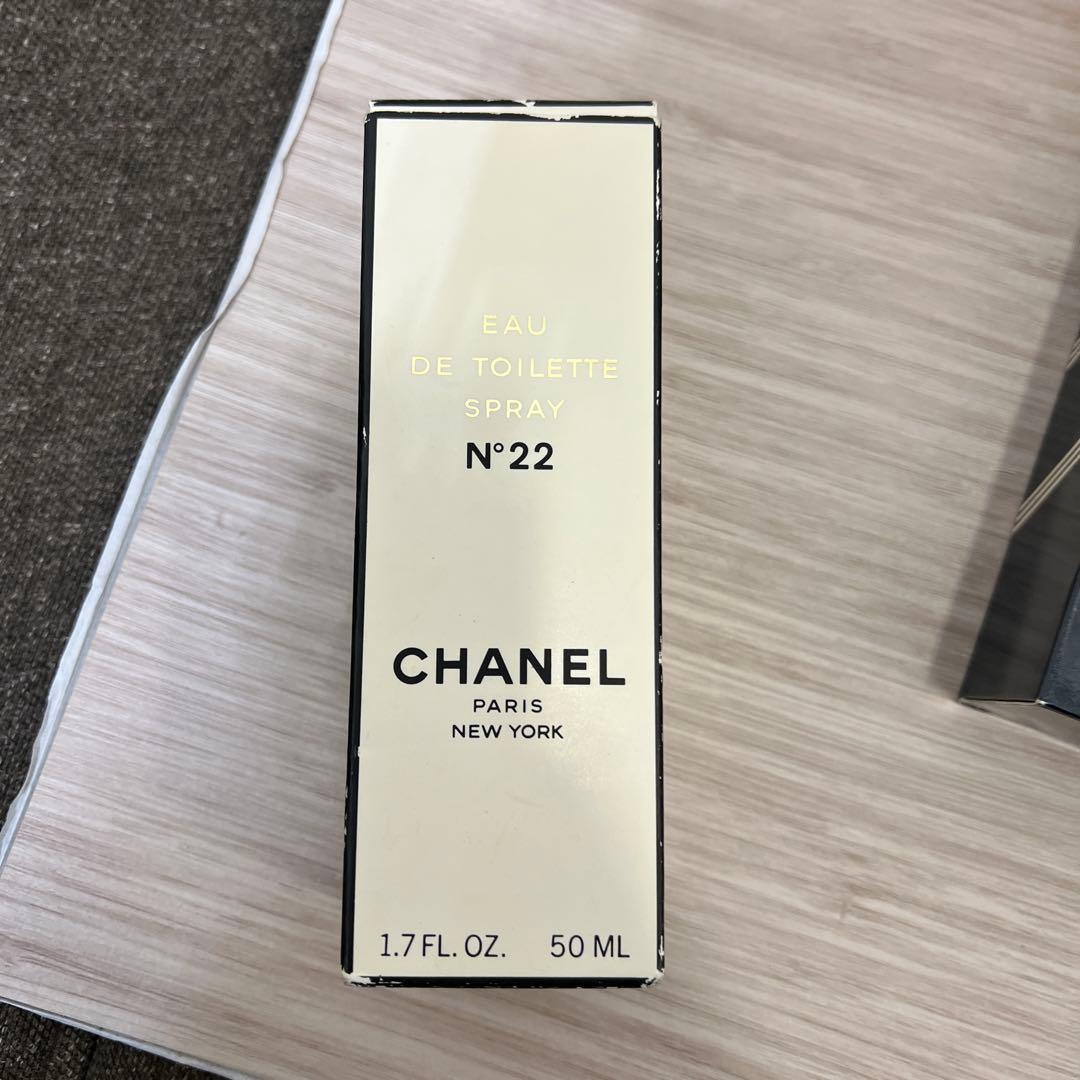 EAU
DE TOILETTE
SPRAY
N°22
CHANEL
PARIS
NEW YORK
1.7 FL. OZ. 50 ML